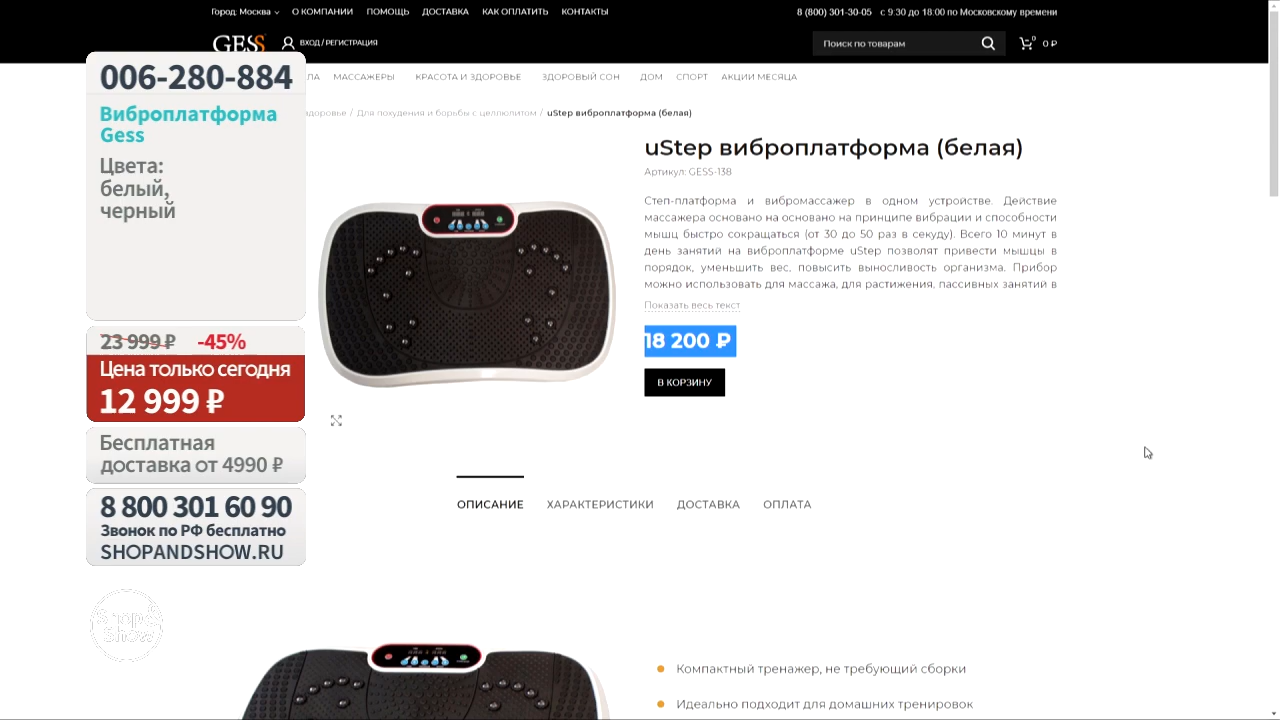 Город: Москва
О КОМПАНИИ
ПОМОЩЬ
ДОСТАВКА
КАК ОПЛАТИТЬ
КОНТАКТЫ
8 (800) 301-30-05
с 9:30 до 18:00 по Московскому времени
GESS
ВХОД / РЕГИСТРАЦИЯ
Поиск по товарам
0
0 ₽
ЛА
МАССАЖЕРЫ
КРАСОТА И ЗДОРОВЬЕ
ЗДОРОВЫЙ СОН
ДОМ
СПОРТ
АКЦИИ МЕСЯЦА
здоровье / Для похудения и борьбы с целлюлитом / uStep виброплатформа (белая)
006-280-884
Виброплатформа
Gess
Цвета:
белый,
черный
23 999 ₽ -45%
Цена только сегодня
12 999 ₽
Бесплатная
доставка от 4990 ₽
8 800 301 60 90
Звонок по РФ бесплатно
SHOPANDSHOW.RU
Shop&
Show
uStep виброплатформа (белая)
Артикул: GESS-138
Степ-платформа и вибромассажер в одном устройстве. Действие
массажера основано на основано на принципе вибрации и способности
мышц быстро сокращаться (от 30 до 50 раз в секунду). Всего 10 минут в
день занятий на виброплатформе uStep позволят привести мышцы в
порядок, уменьшить вес, повысить выносливость организма. Прибор
можно использовать для массажа, для растяжения, пассивных занятий в
Показать весь текст
18 200 ₽
В КОРЗИНУ
ОПИСАНИЕ
ХАРАКТЕРИСТИКИ
ДОСТАВКА
ОПЛАТА
Компактный тренажер, не требующий сборки
Идеально подходит для домашних тренировок